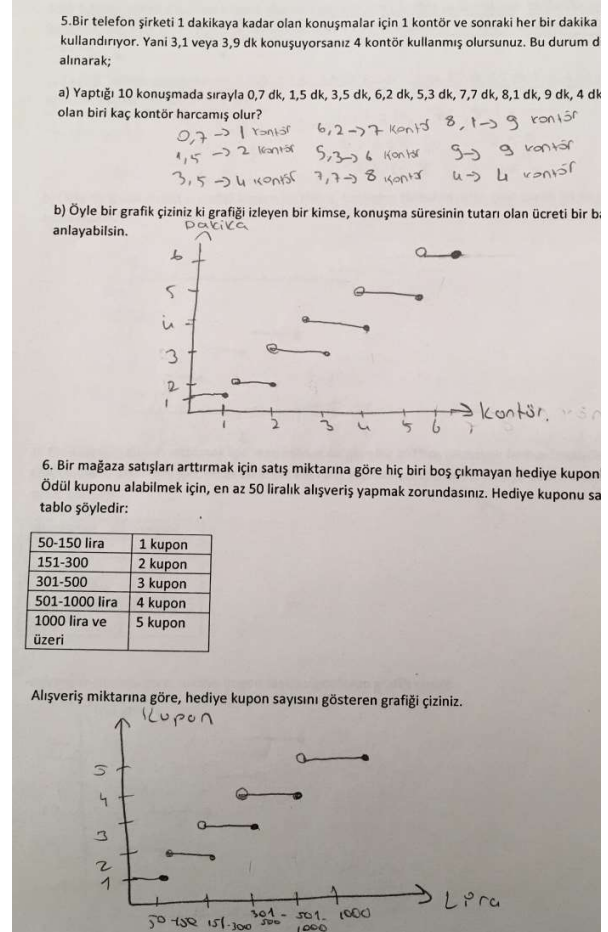 5.Bir telefon şirketi 1 dakikaya kadar olan konuşmalar için 1 kontör ve sonraki her bir dakika
kullandırıyor. Yani 3,1 veya 3,9 dk konuşuyorsanız 4 kontör kullanmış olursunuz. Bu durum d
alınarak;
a) Yaptığı 10 konuşmada sırayla 0,7 dk, 1,5 dk, 3,5 dk, 6,2 dk, 5,3 dk, 7,7 dk, 8,1 dk, 9 dk, 4 dk
olan biri kaç kontör harcamış olur?
0,7 → 1 kontör 6,2 → 7 kontö 8,1 → 9 kontör
1,5 → 2 kontör 5,3 → 6 kontör 9 → 9 kontör
3,5 → 4 kontör 7,7 → 8 kontör 4 → 4 kontör
b) Öyle bir grafik çiziniz ki grafiği izleyen bir kimse, konuşma süresinin tutarı olan ücreti bir ba
anlayabilsin.
Dakika
6
5
4
3
2
1
1 2 3 4 5 6
kontör.
6. Bir mağaza satışları arttırmak için satış miktarına göre hiç biri boş çıkmayan hediye kupon
Ödül kuponu alabilmek için, en az 50 liralık alışveriş yapmak zorundasınız. Hediye kuponu sa
tablo şöyledir:
50-150 lira 1 kupon
151-300 2 kupon
301-500 3 kupon
501-1000 lira 4 kupon
1000 lira ve 5 kupon
üzeri
Alışveriş miktarına göre, hediye kupon sayısını gösteren grafiği çiziniz.
Kupon
5
4
3
2
1
50-150 151-300 301-500 501-1000 1000
Lira